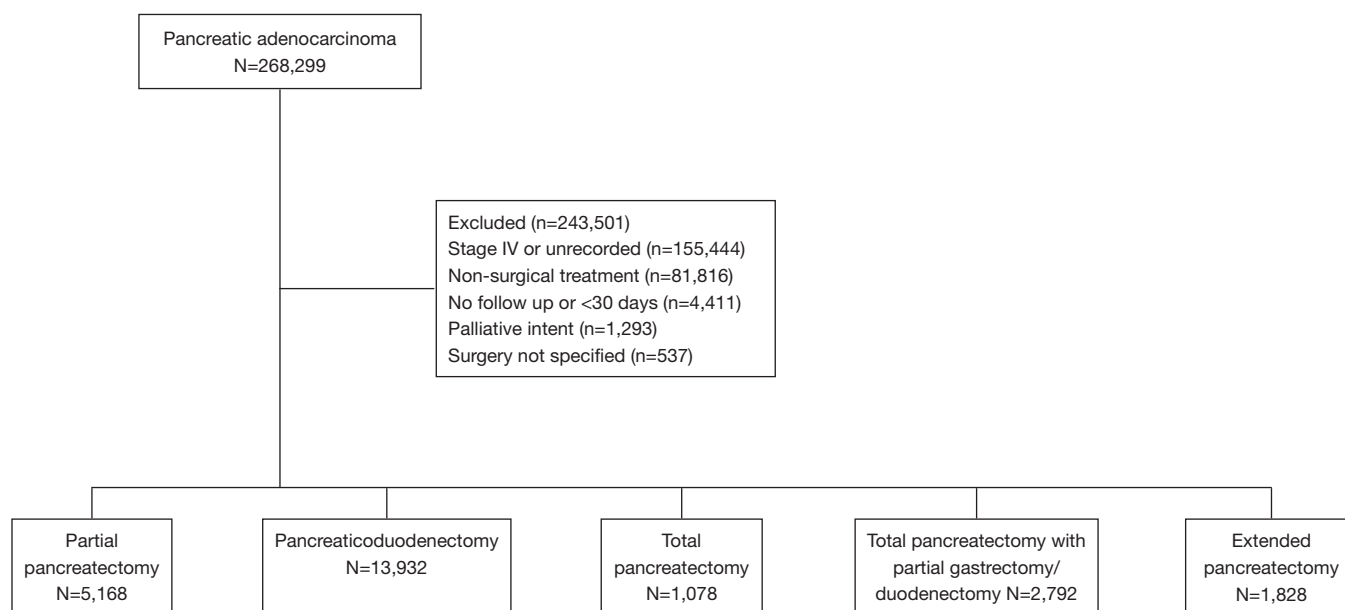 Pancreatic adenocarcinoma
N=268,299
Excluded (n=243,501)
Stage IV or unrecorded (n=155,444)
Non-surgical treatment (n=81,816)
No follow up or <30 days (n=4,411)
Palliative intent (n=1,293)
Surgery not specified (n=537)
Partial
pancreatectomy
N=5,168
Pancreaticoduodenectomy
N=13,932
Total
pancreatectomy
N=1,078
Total pancreatectomy with
partial gastrectomy/
duodenectomy N=2,792
Extended
pancreatectomy
N=1,828